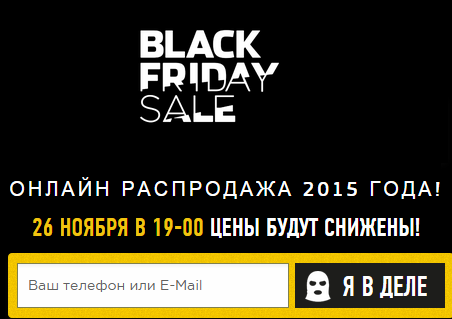 BLACK
FRIDAY
SALE
ОНЛАЙН РАСПРОДАЖА 2015 ГОДА!
26 НОЯБРЯ В 19-00 ЦЕНЫ БУДУТ СНИЖЕНЫ!
Ваш телефон или E-Mail
Я В ДЕЛЕ